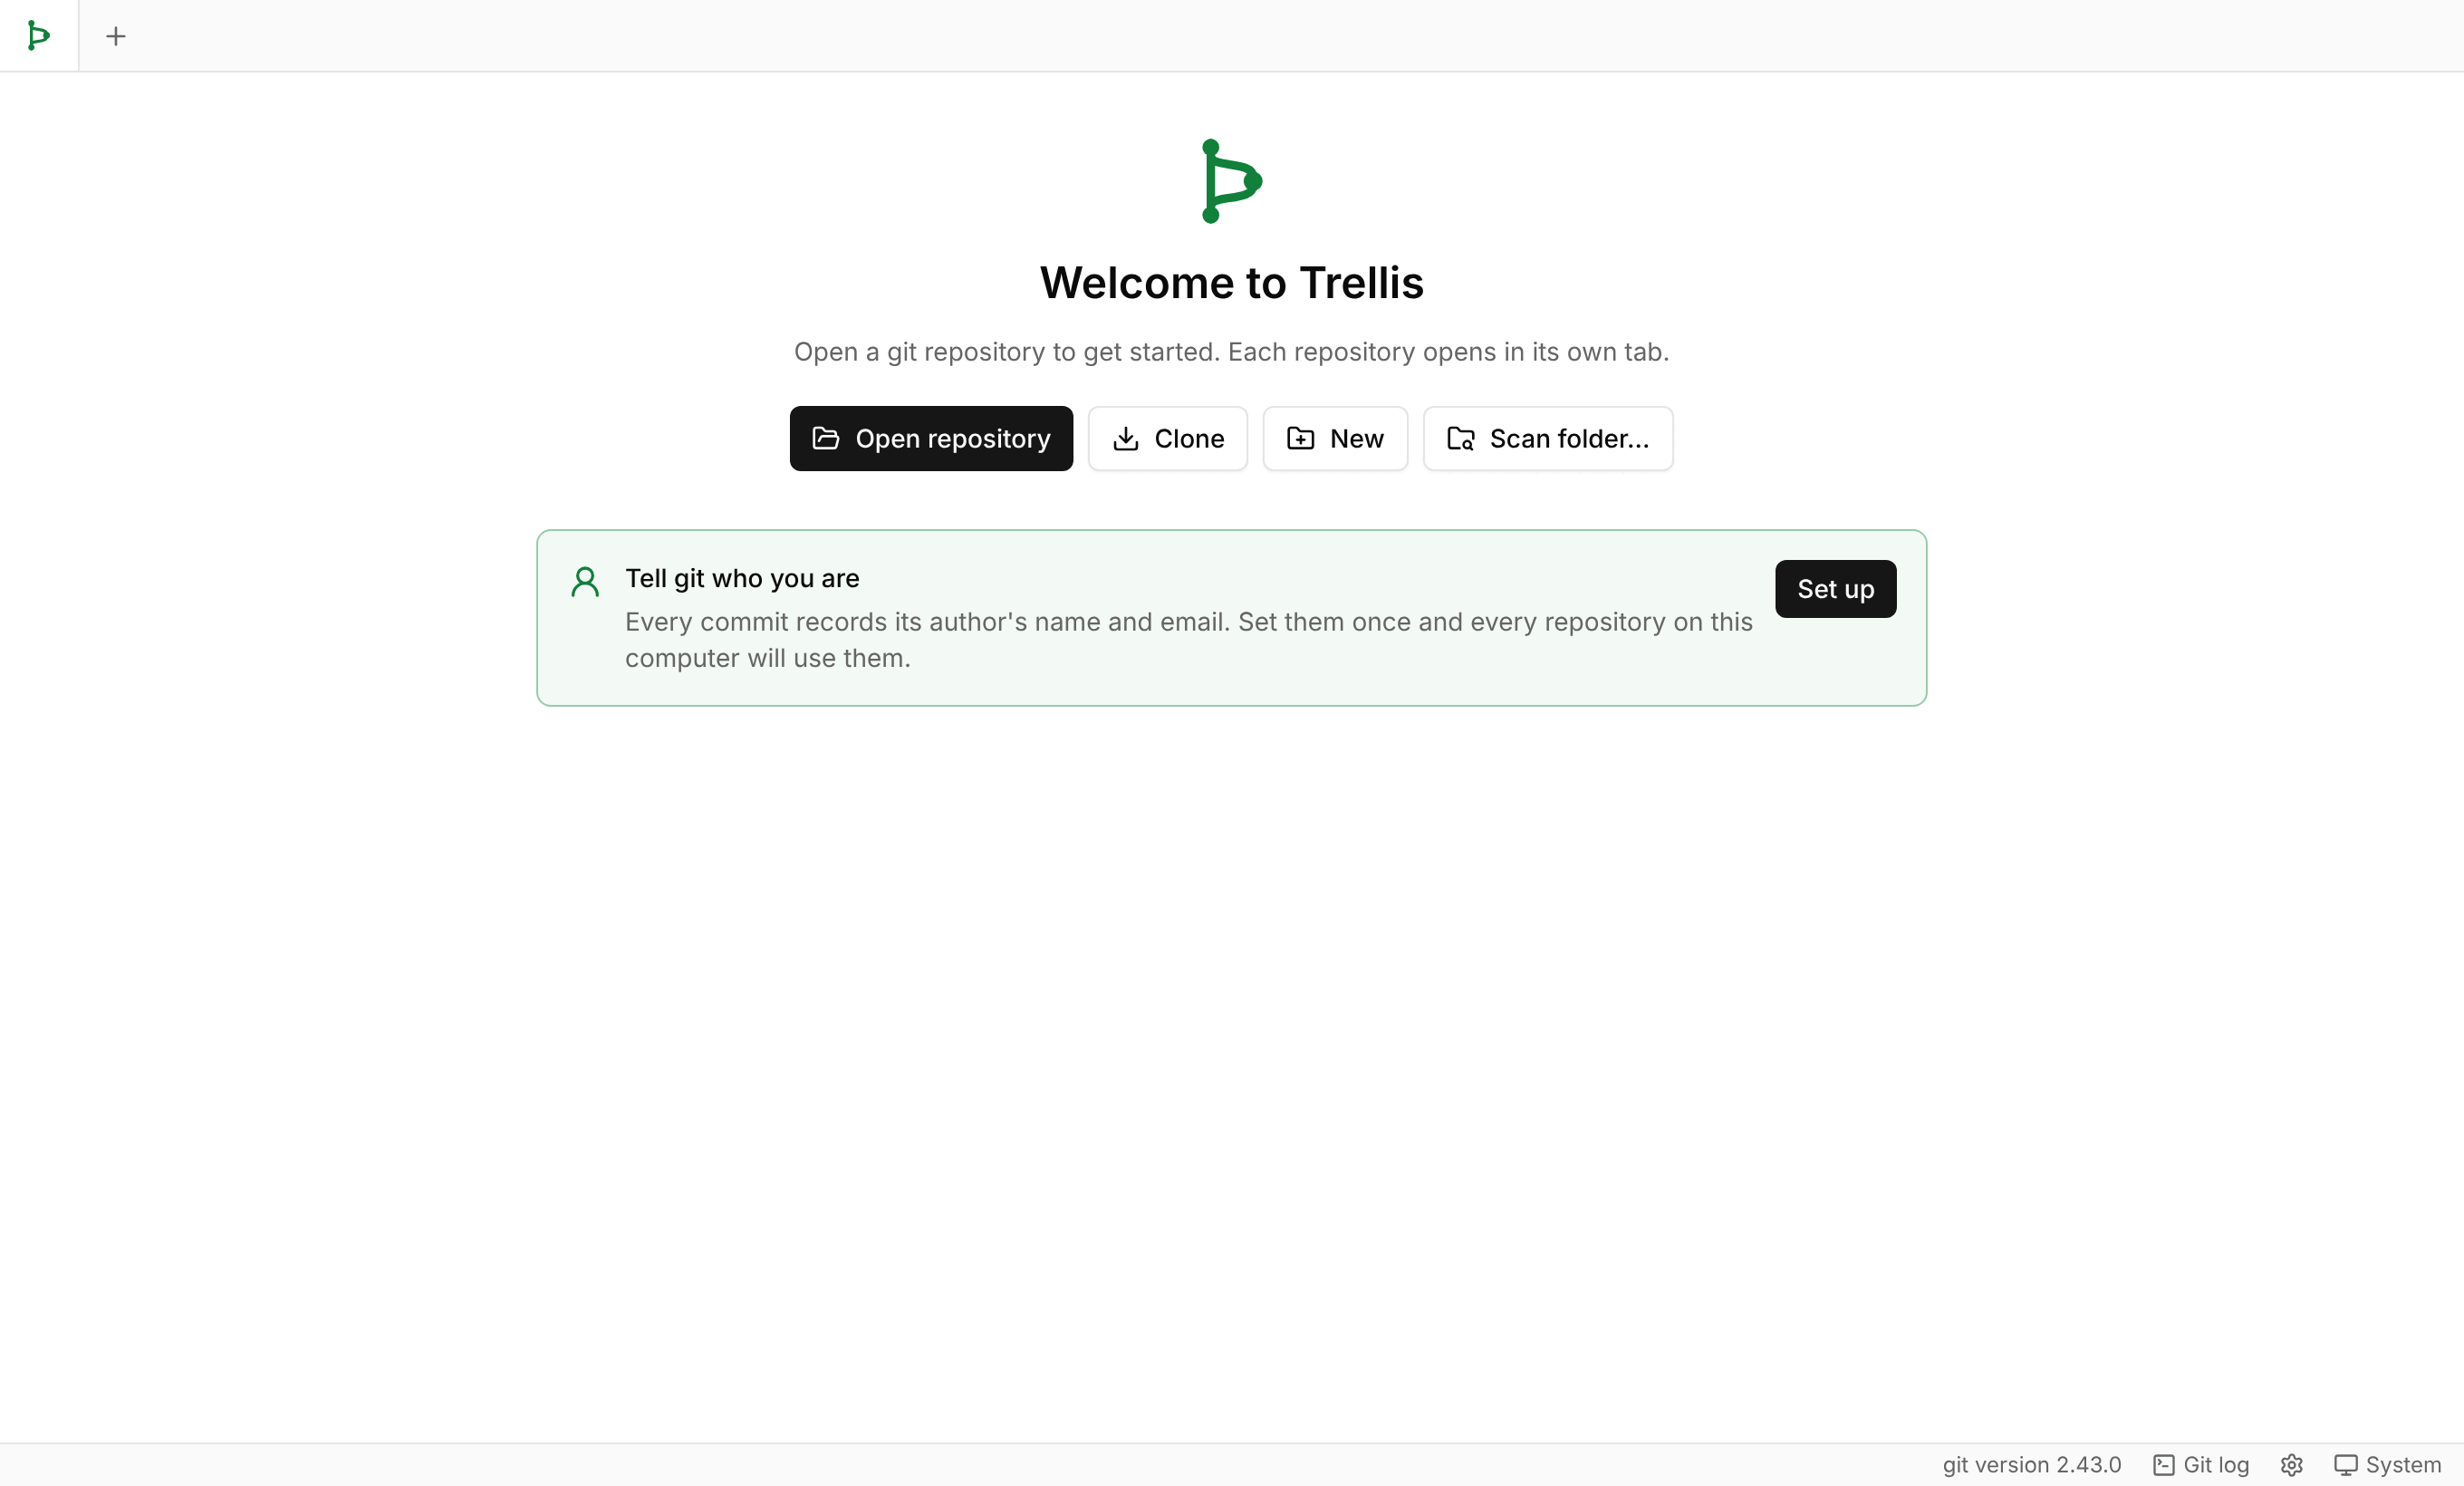 Welcome to Trellis
Open a git repository to get started. Each repository opens in its own tab.
Open repository
Clone
New
Scan folder...
Tell git who you are
Set up
Every commit records its author's name and email. Set them once and every repository on this
computer will use them.
git version 2.43.0
Git log
System